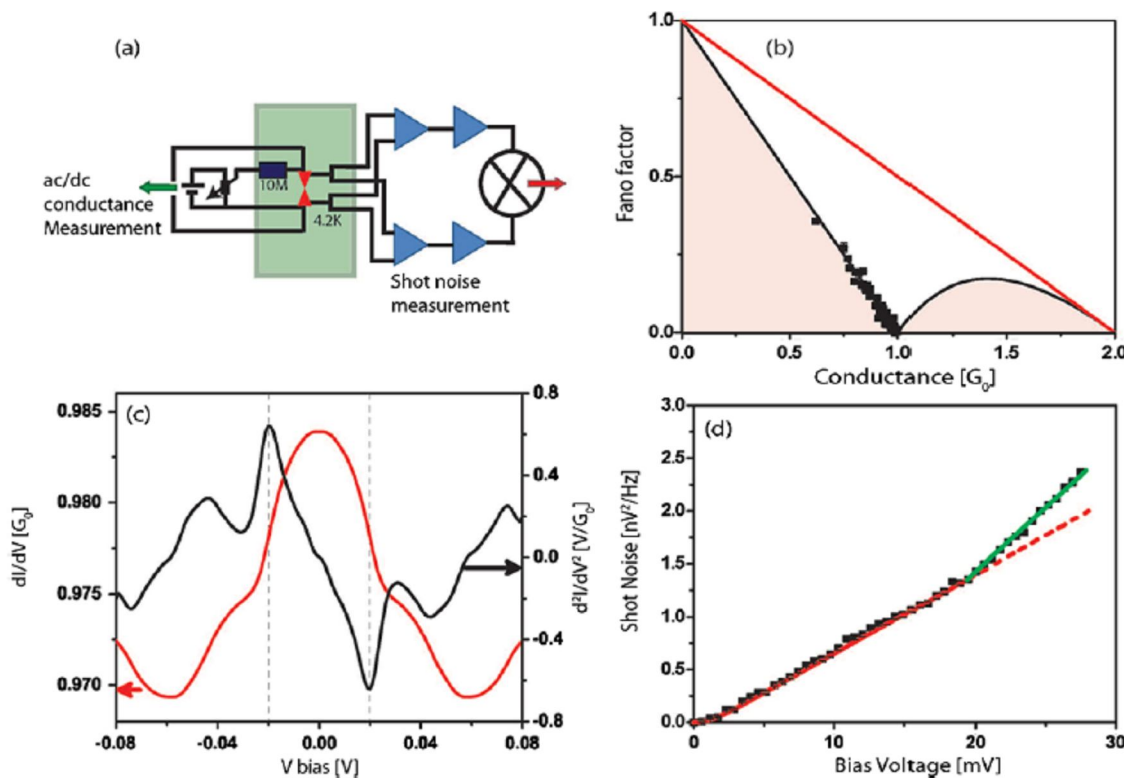 (a)
ac/dc
conductance
Measurement
10M
4.2K
Shot noise
measurement
(b)
Fano factor
1.0
0.5
0.0
0.0 0.5 1.0 1.5 2.0
Conductance [G₀]
(c)
dI/dV [G₀]
0.985
0.980
0.975
0.970
0.8
0.6
0.4
0.0
-0.4
-0.8
d²I/dV² [V/G₀]
-0.08 -0.04 0.00 0.04 0.08
V bias [V]
(d)
Shot Noise [nV²/Hz]
3.0
2.5
2.0
1.5
1.0
0.5
0.0
0 10 20 30
Bias Voltage [mV]